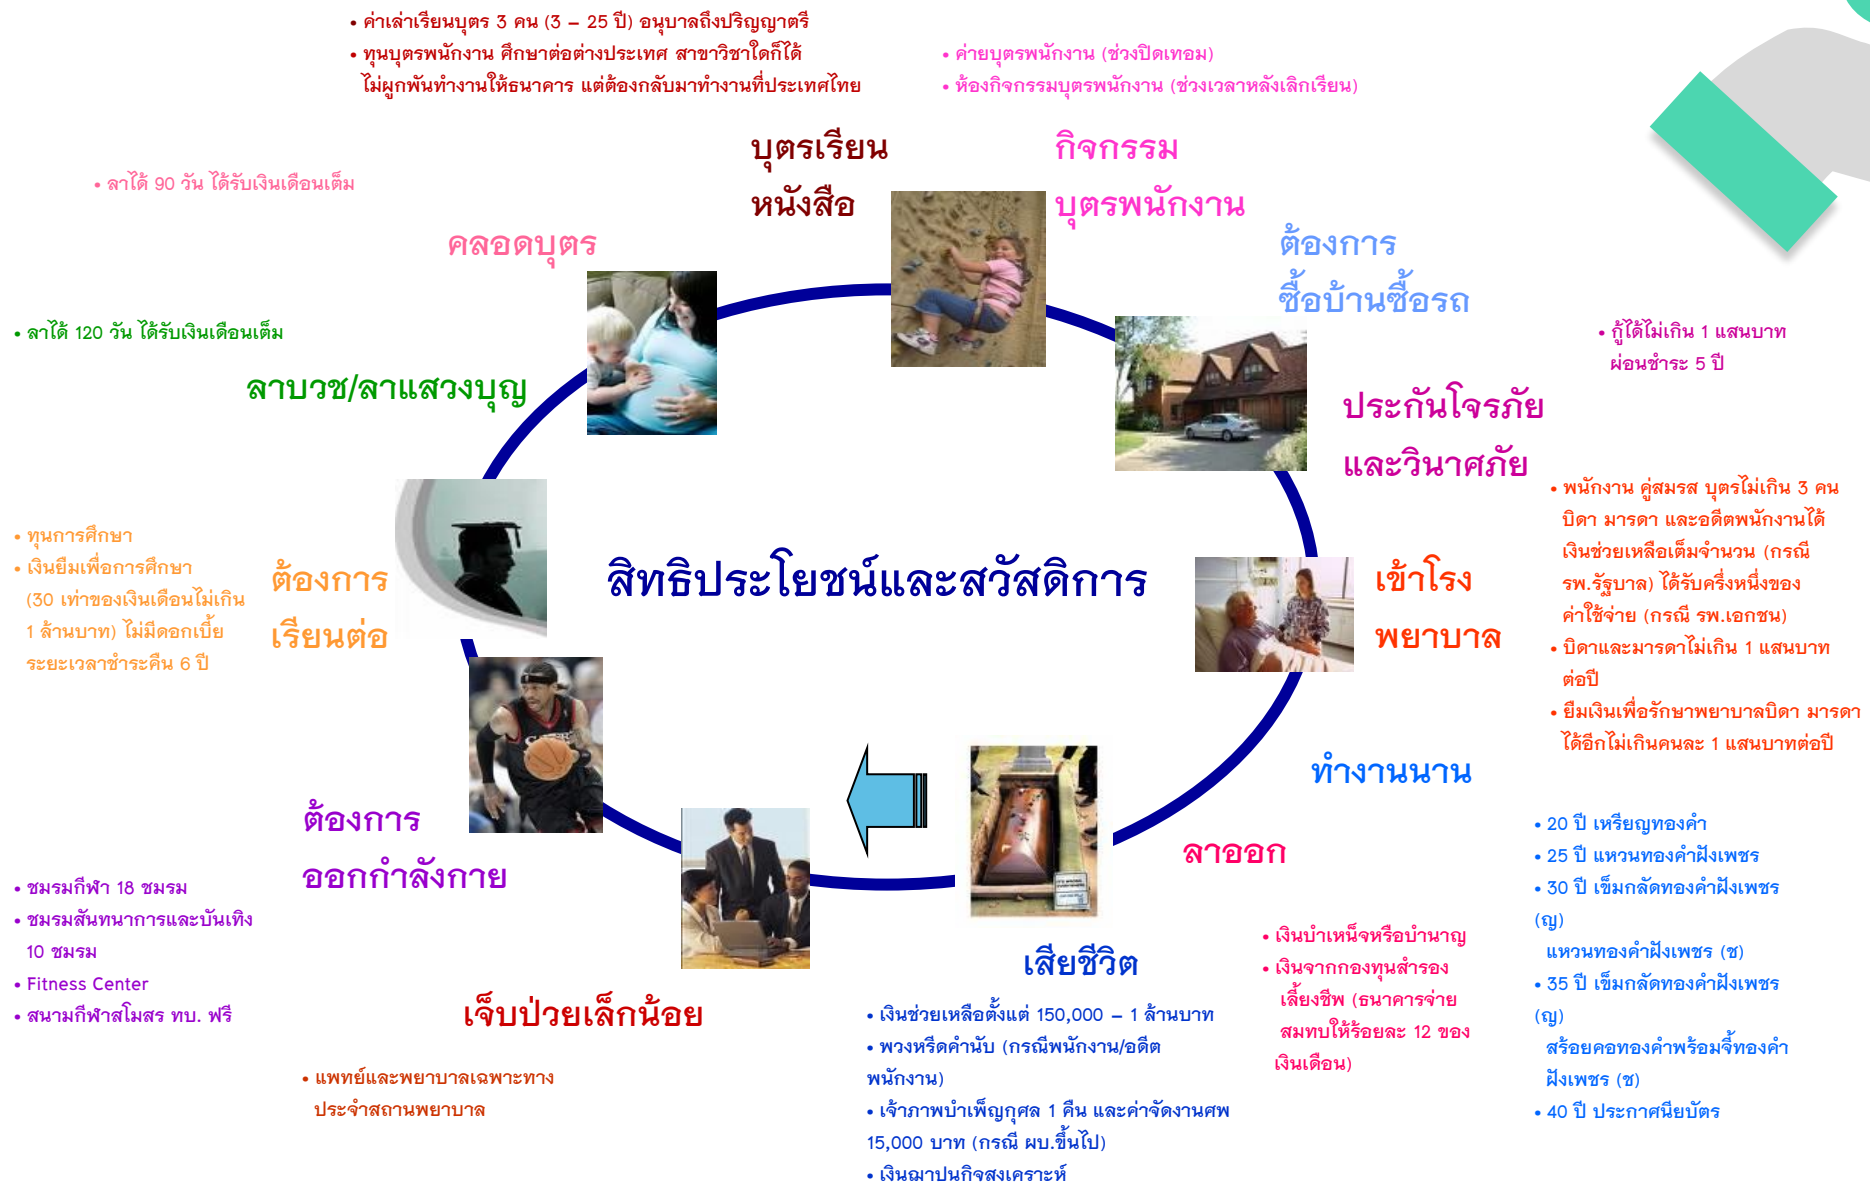 • ค่าเล่าเรียนบุตร 3 คน (3 – 25 ปี) อนุบาลถึงปริญญาตรี
• ทุนบุตรพนักงาน ศึกษาต่อต่างประเทศ สาขาวิชาใดก็ได้
ไม่ผูกพันทำงานให้ธนาคาร แต่ต้องกลับมาทำงานที่ประเทศไทย
• ค่ายบุตรพนักงาน (ช่วงปิดเทอม)
• ห้องกิจกรรมบุตรพนักงาน (ช่วงเวลาหลังเลิกเรียน)
บุตรเรียน
หนังสือ
กิจกรรม
บุตรพนักงาน
• ลาได้ 90 วัน ได้รับเงินเดือนเต็ม
คลอดบุตร
ต้องการ
ซื้อบ้านซื้อรถ
• ลาได้ 120 วัน ได้รับเงินเดือนเต็ม
ลาบวช/ลาแสวงบุญ
• กู้ได้ไม่เกิน 1 แสนบาท
ผ่อนชำระ 5 ปี
ประกันโจรภัย
และวินาศภัย
• ทุนการศึกษา
• เงินยืมเพื่อการศึกษา
(30 เท่าของเงินเดือนไม่เกิน
1 ล้านบาท) ไม่มีดอกเบี้ย
ระยะเวลาชำระคืน 6 ปี
ต้องการ
เรียนต่อ
สิทธิประโยชน์และสวัสดิการ
เข้าโรง
พยาบาล
• พนักงาน คู่สมรส บุตรไม่เกิน 3 คน
บิดา มารดา และอดีตพนักงานได้
เงินช่วยเหลือเต็มจำนวน (กรณี
รพ.รัฐบาล) ได้รับครึ่งหนึ่งของ
ค่าใช้จ่าย (กรณี รพ.เอกชน)
• บิดาและมารดาไม่เกิน 1 แสนบาท
ต่อปี
• ยืมเงินเพื่อรักษาพยาบาลบิดา มารดา
ได้อีกไม่เกินคนละ 1 แสนบาทต่อปี
ทำงานนาน
• 20 ปี เหรียญทองคำ
• 25 ปี แหวนทองคำฝังเพชร
• 30 ปี เข็มกลัดทองคำฝังเพชร
(ญ)
แหวนทองคำฝังเพชร (ช)
• 35 ปี เข็มกลัดทองคำฝังเพชร
(ญ)
สร้อยคอทองคำพร้อมจี้ทองคำ
ฝังเพชร (ช)
• 40 ปี ประกาศนียบัตร
ต้องการ
ออกกำลังกาย
• ชมรมกีฬา 18 ชมรม
• ชมรมสันทนาการและบันเทิง
10 ชมรม
• Fitness Center
• สนามกีฬาสโมสร ทบ. ฟรี
ลาออก
• เงินบำเหน็จหรือบำนาญ
• เงินจากกองทุนสำรอง
เลี้ยงชีพ (ธนาคารจ่าย
สมทบให้ร้อยละ 12 ของ
เงินเดือน)
เจ็บป่วยเล็กน้อย
• แพทย์และพยาบาลเฉพาะทาง
ประจำสถานพยาบาล
เสียชีวิต
• เงินช่วยเหลือตั้งแต่ 150,000 – 1 ล้านบาท
• พวงหรีดคำนับ (กรณีพนักงาน/อดีต
พนักงาน)
• เจ้าภาพบำเพ็ญกุศล 1 คืน และค่าจัดงานศพ
15,000 บาท (กรณี ผบ.ขึ้นไป)
• เงินฌาปนกิจสงเคราะห์